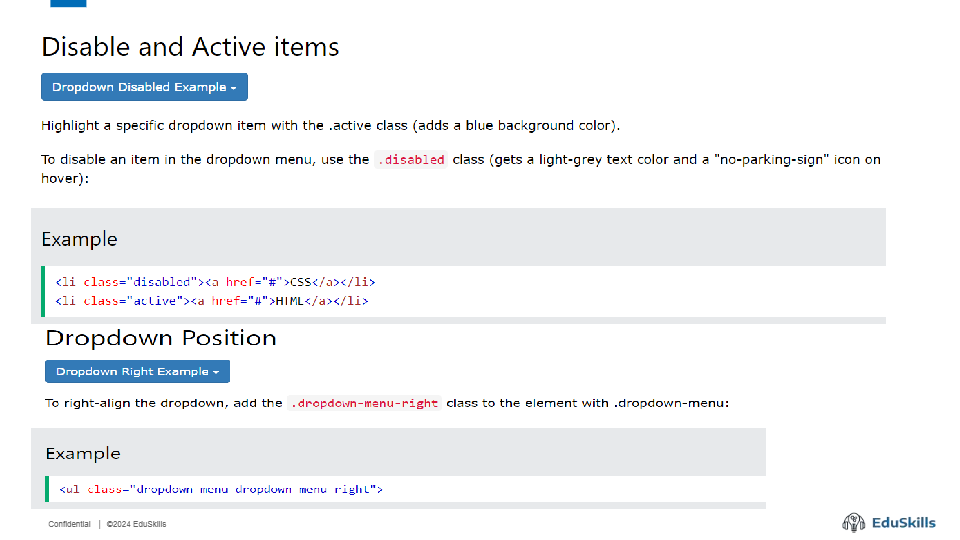 Disable and Active items
Dropdown Disabled Example
Highlight a specific dropdown item with the .active class (adds a blue background color).
To disable an item in the dropdown menu, use the .disabled class (gets a light-grey text color and a "no-parking-sign" icon on
hover):
Example
<li class="disabled"><a href="#">CSS</a></li>
<li class="active"><a href="#">HTML</a></li>
Dropdown Position
Dropdown Right Example
To right-align the dropdown, add the .dropdown-menu-right class to the element with .dropdown-menu:
Example
<ul class="dropdown menu dropdown menu right">
Confidential | ©2024 EduSkills
EduSkills